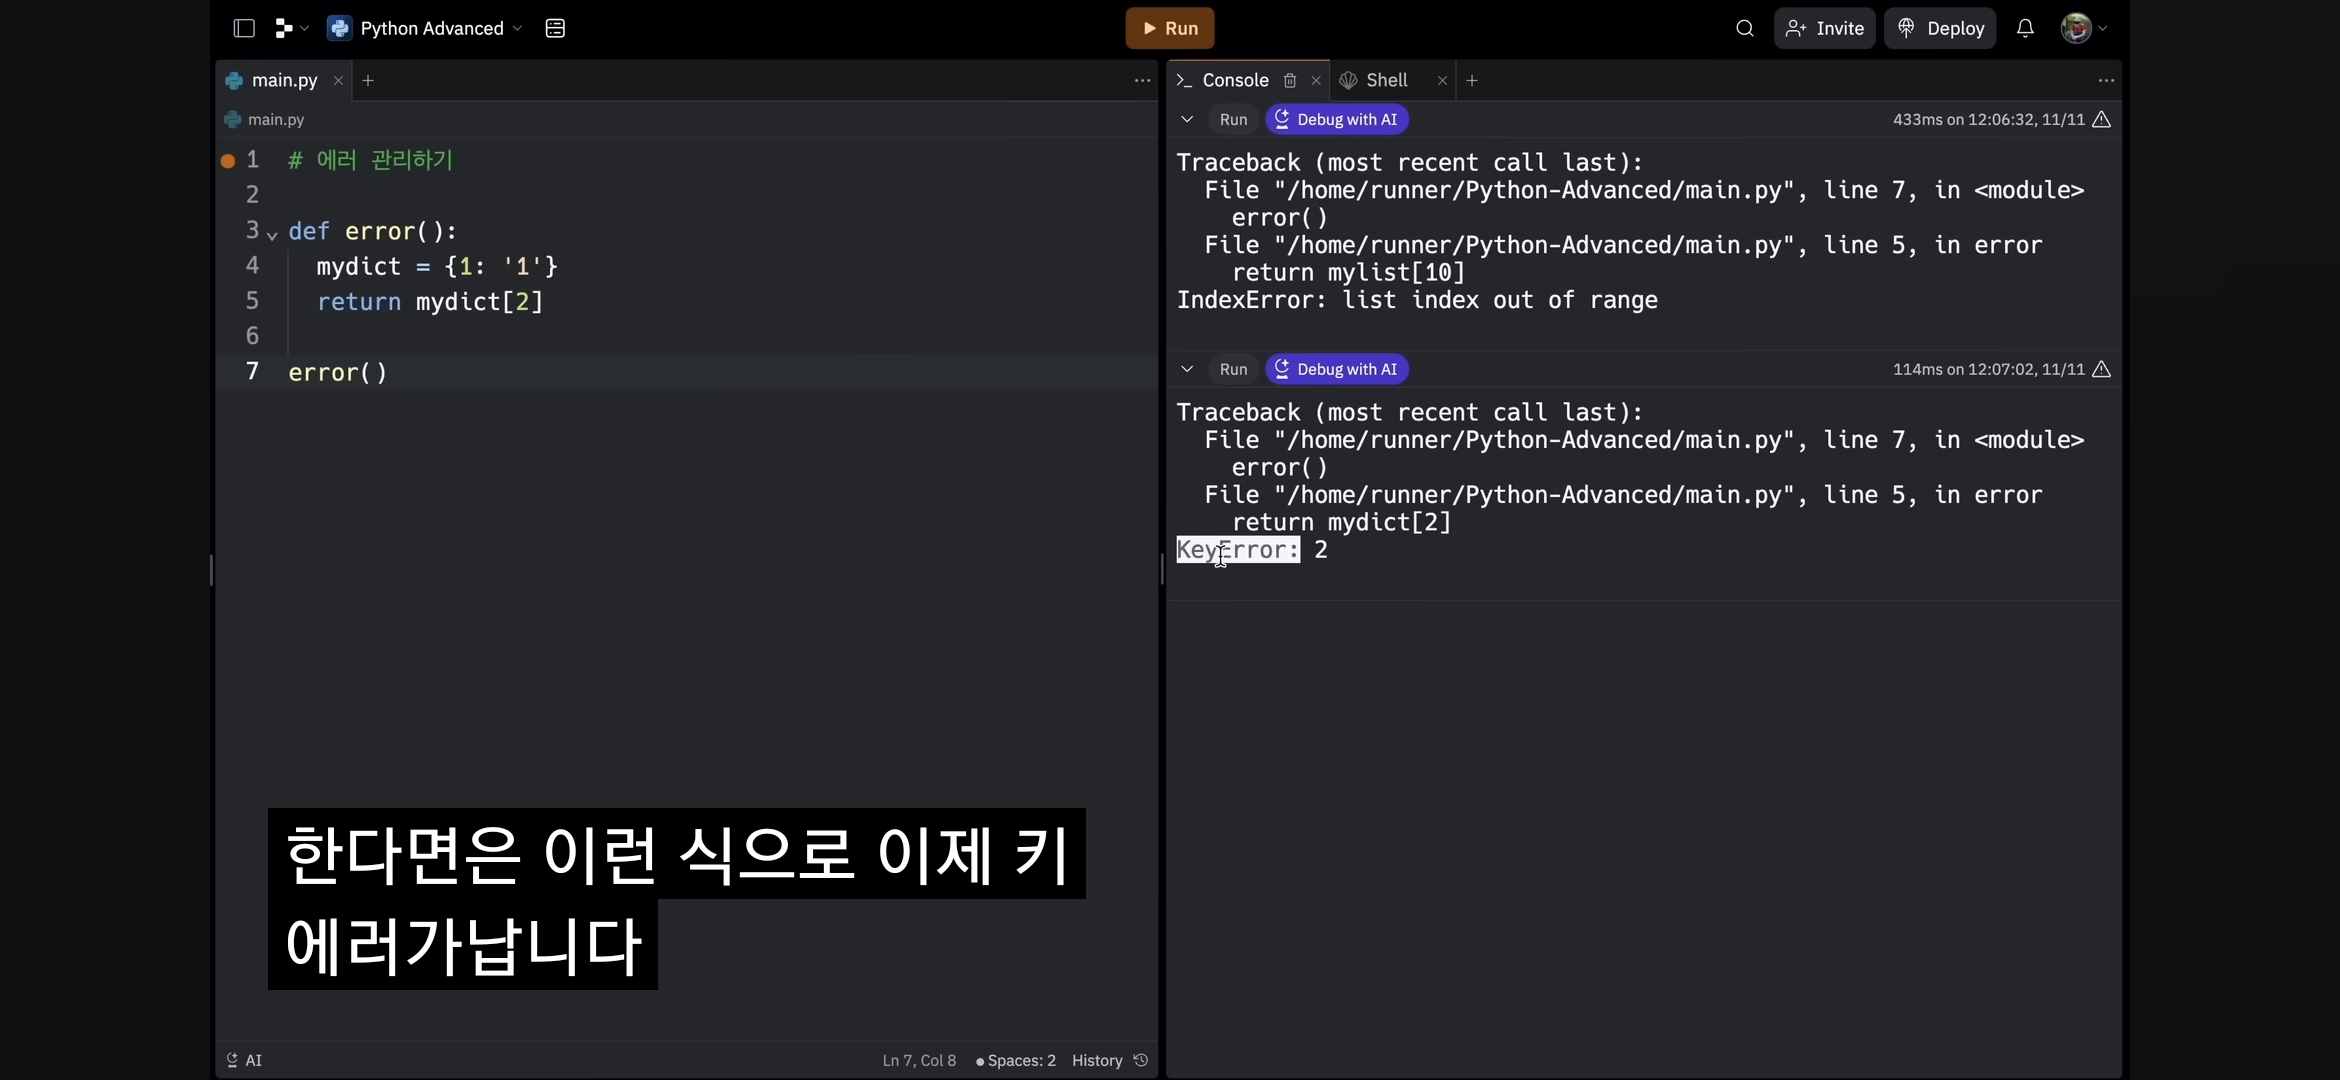 Python Advanced
Run
Invite
Deploy
main.py
main.py
1 # 에러 관리하기
2
3 def error():
4 mydict = {1: '1'}
5 return mydict[2]
6
7 error()
한다면은 이런 식으로 이제 키
에러가납니다
AI
Ln 7, Col 8
Spaces: 2
History
Console
Shell
Run
Debug with AI
433ms on 12:06:32, 11/11
Traceback (most recent call last):
File "/home/runner/Python-Advanced/main.py", line 7, in <module>
error()
File "/home/runner/Python-Advanced/main.py", line 5, in error
return mylist[10]
IndexError: list index out of range
Run
Debug with AI
114ms on 12:07:02, 11/11
Traceback (most recent call last):
File "/home/runner/Python-Advanced/main.py", line 7, in <module>
error()
File "/home/runner/Python-Advanced/main.py", line 5, in error
return mydict[2]
KeyError: 2